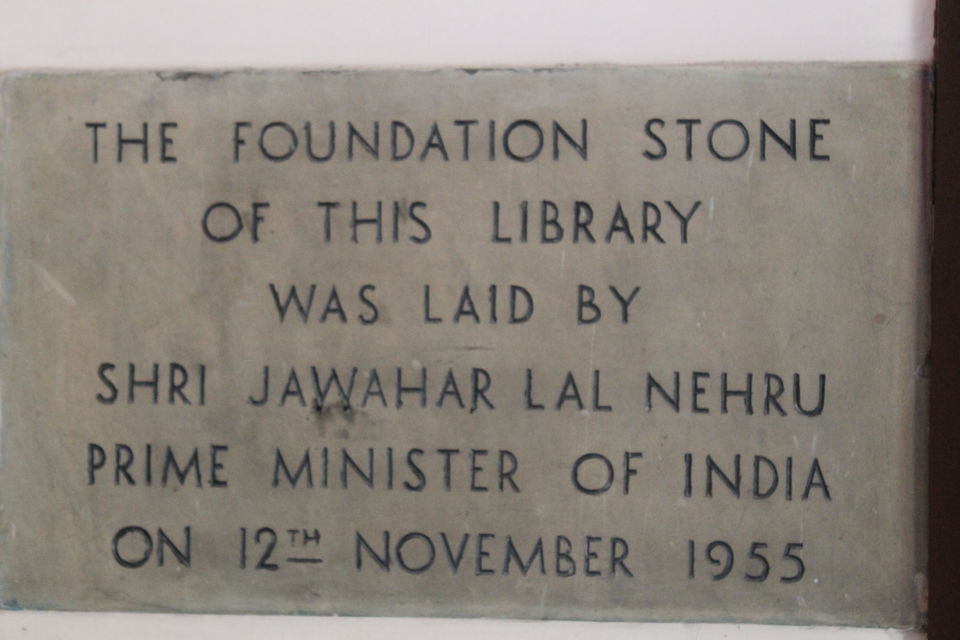 THE FOUNDATION STONE
OF THIS LIBRARY
WAS LAID BY
SHRI JAWAHAR LAL NEHRU
PRIME MINISTER OF INDIA
ON 12TH NOVEMBER 1955